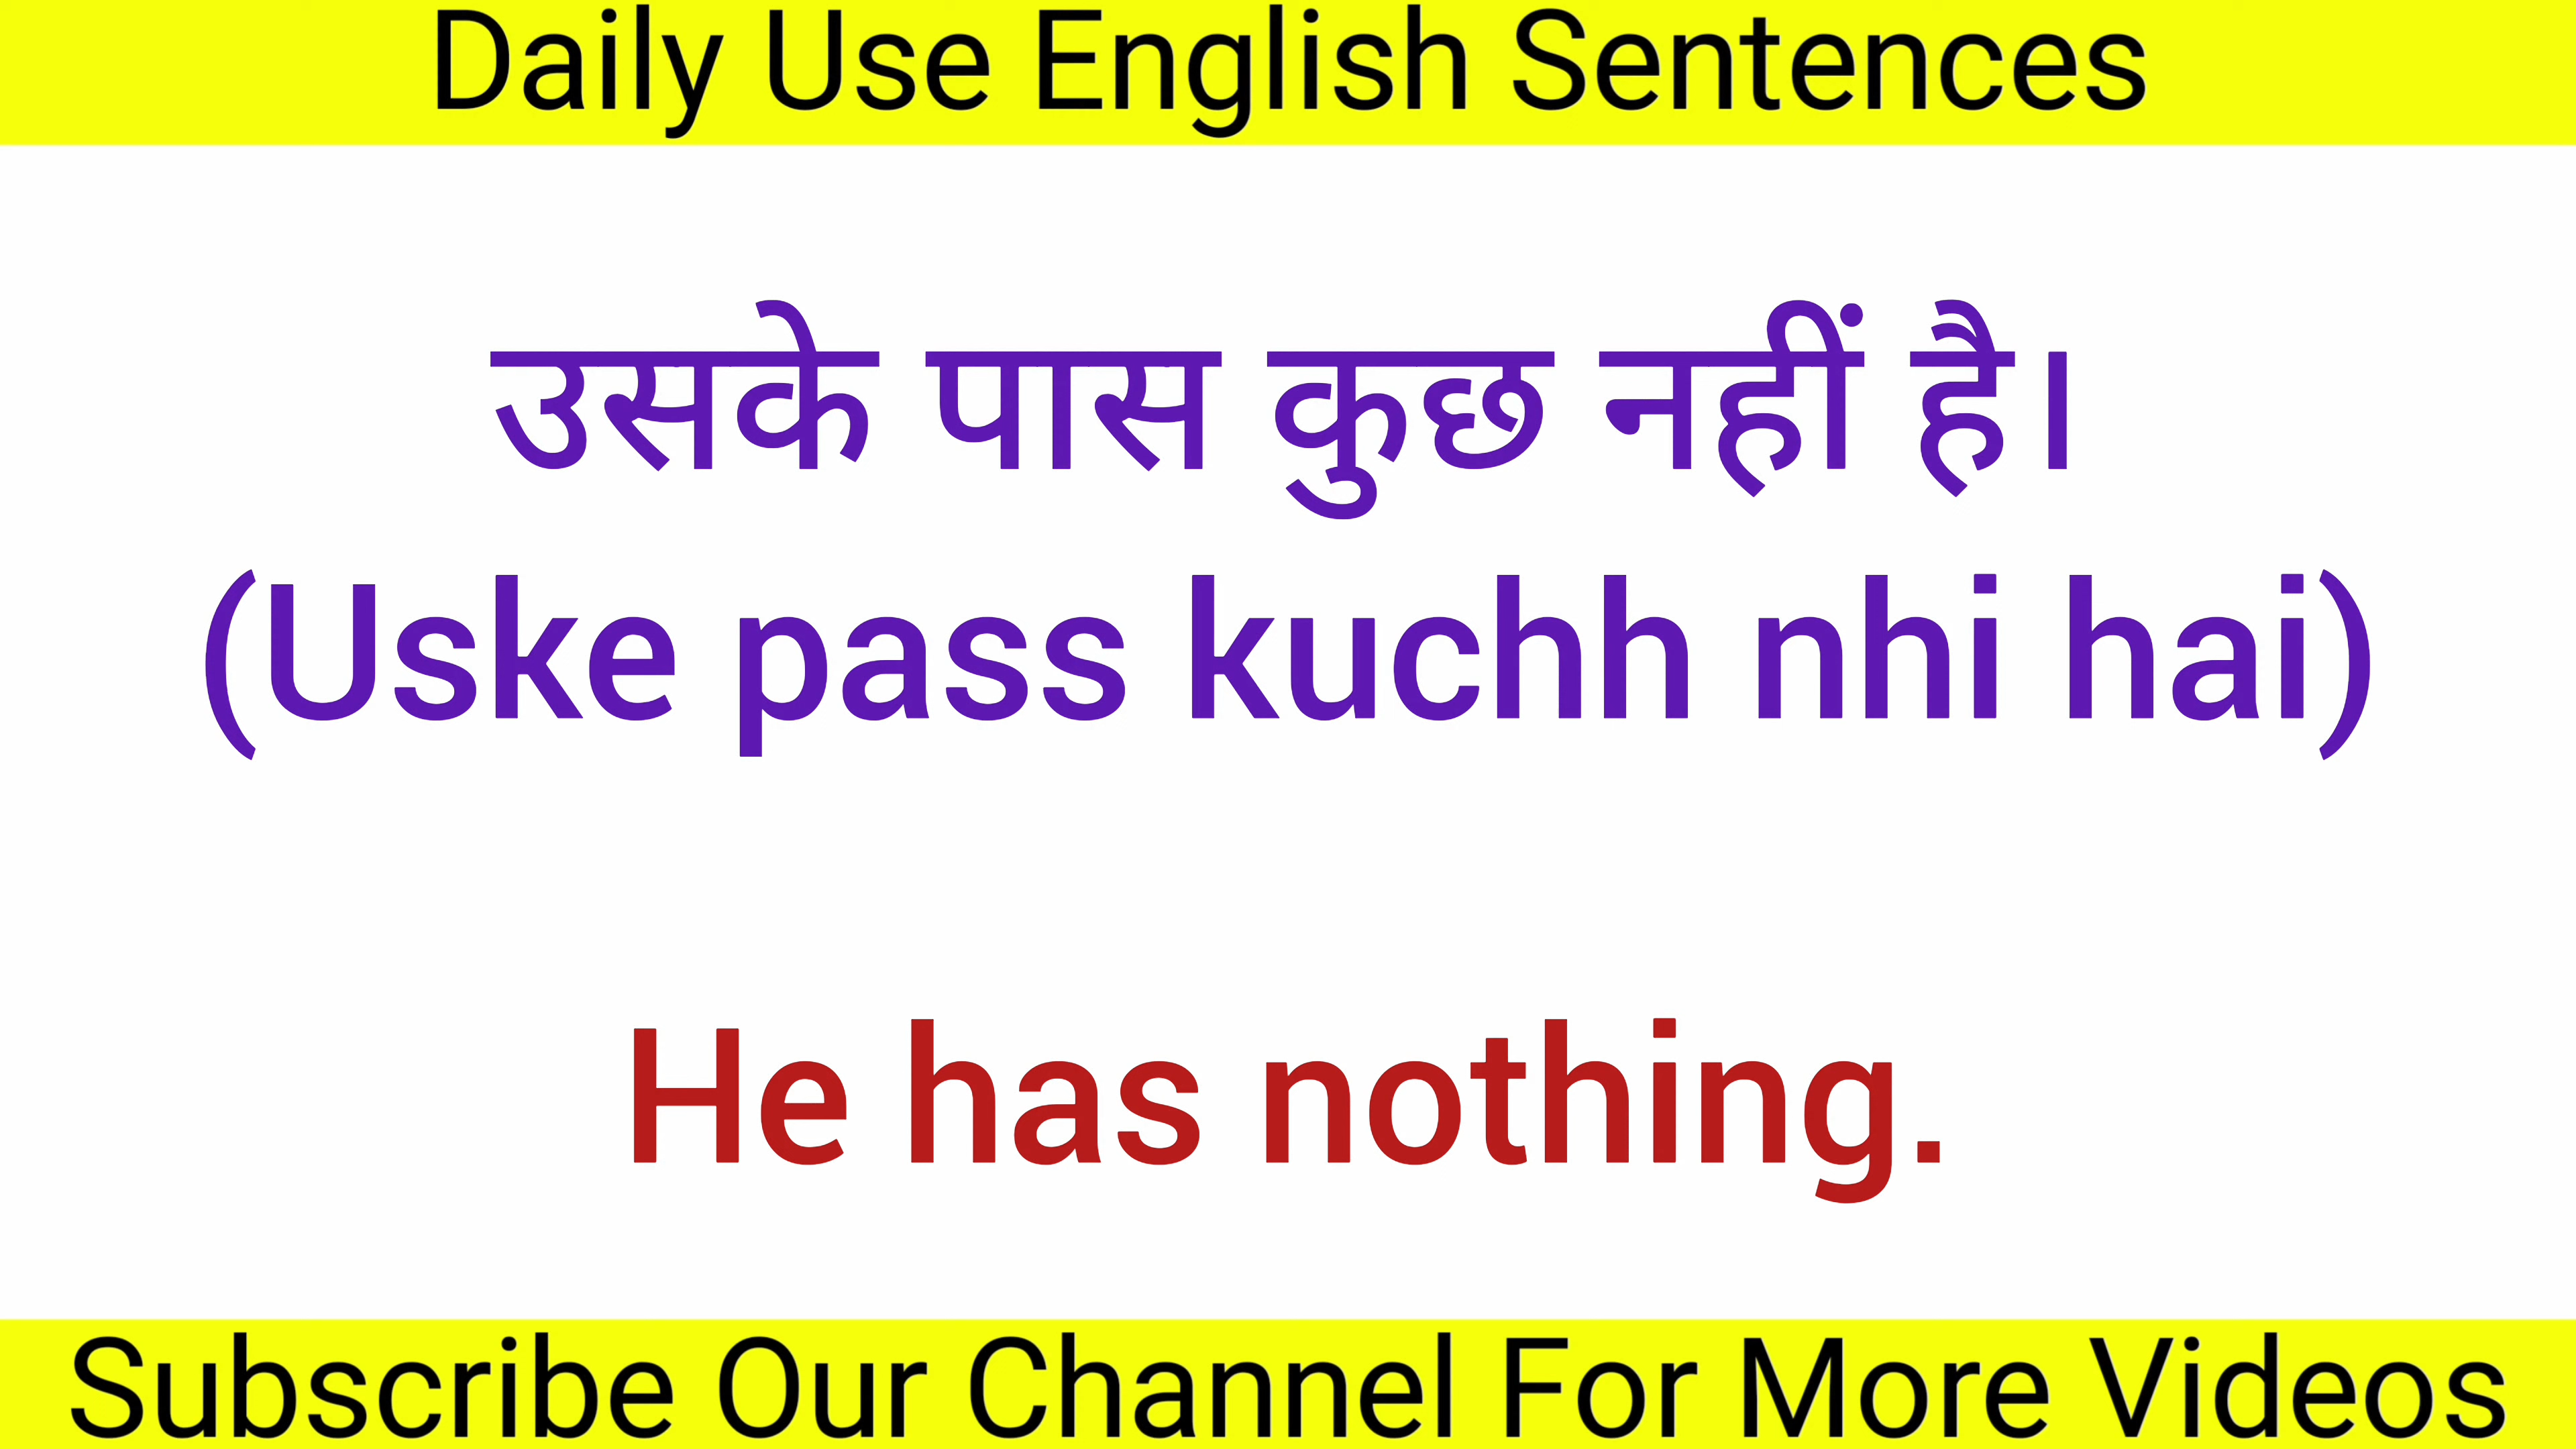 Daily Use English Sentences
उसके पास कुछ नहीं है।
(Uske pass kuchh nhi hai)
He has nothing.
Subscribe Our Channel For More Videos